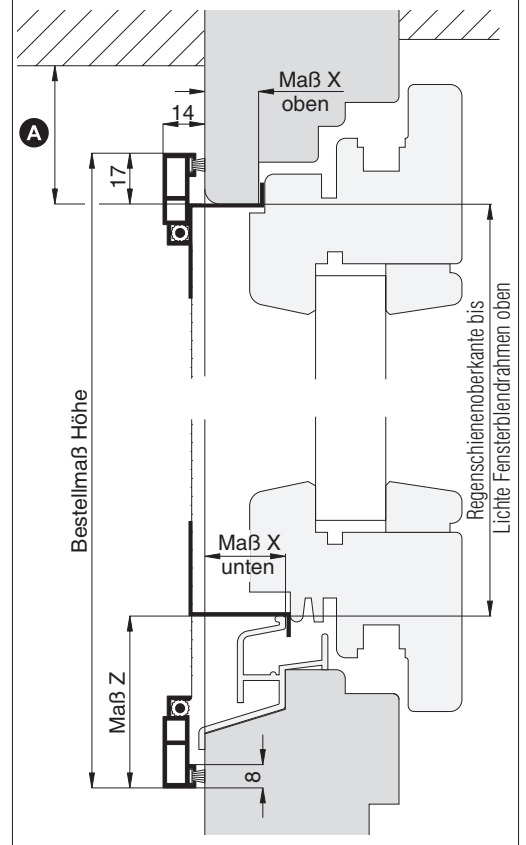 Maß X
oben
14
A
17
Bestellmaß Höhe
Regenschienenoberkante bis
Lichte Fensterblendrahmen oben
Maß X
unten
Maß Z
8